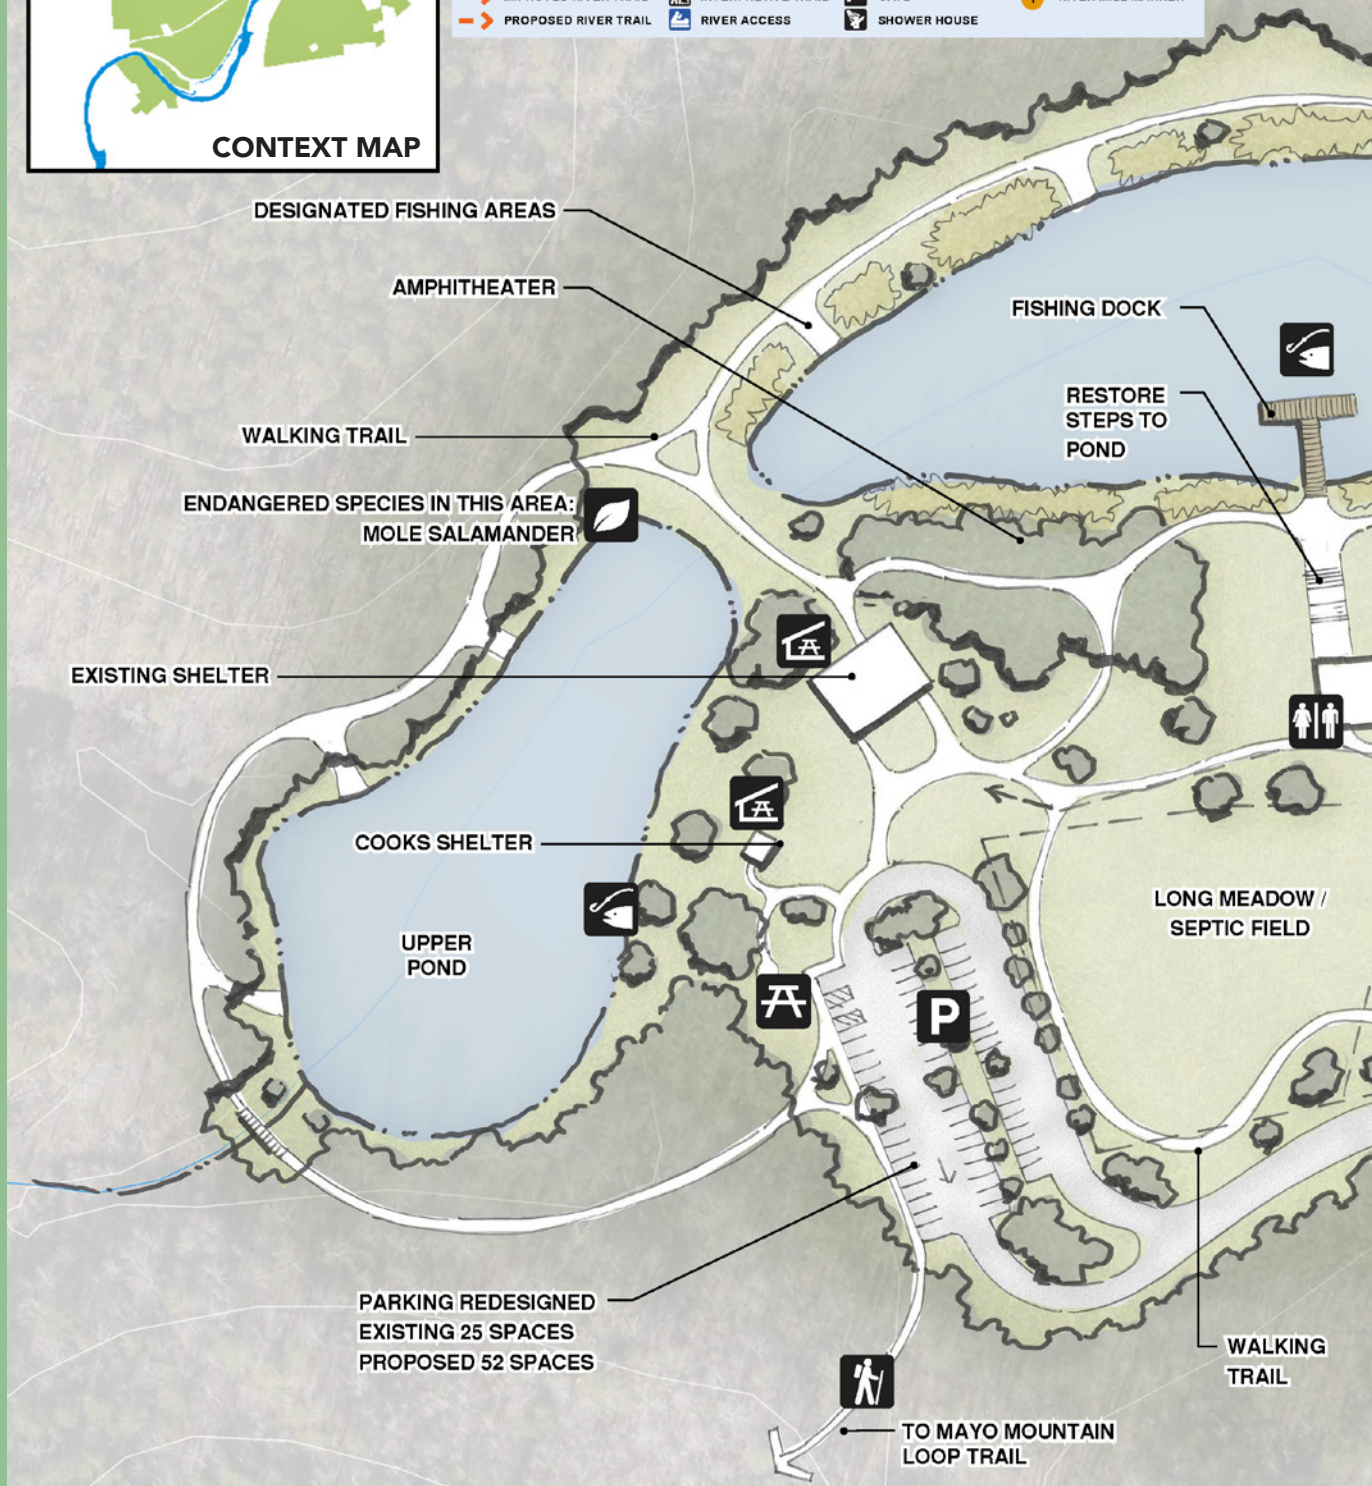 PROPOSED RIVER TRAIL
RIVER ACCESS
SHOWER HOUSE
CONTEXT MAP
DESIGNATED FISHING AREAS
AMPHITHEATER
FISHING DOCK
RESTORE
STEPS TO
POND
WALKING TRAIL
ENDANGERED SPECIES IN THIS AREA:
MOLE SALAMANDER
EXISTING SHELTER
COOKS SHELTER
UPPER
POND
LONG MEADOW /
SEPTIC FIELD
P
PARKING REDESIGNED
EXISTING 25 SPACES
PROPOSED 52 SPACES
WALKING
TRAIL
TO MAYO MOUNTAIN
LOOP TRAIL